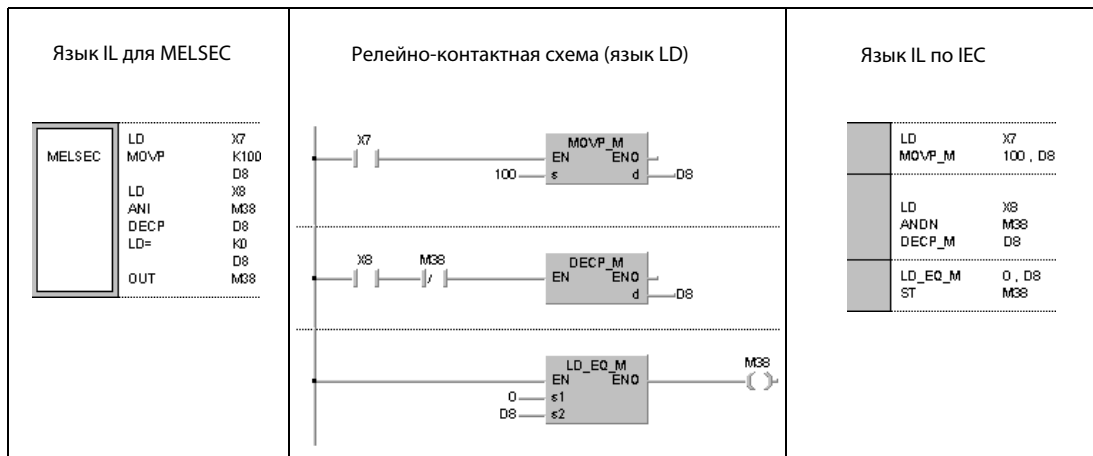 Язык IL для MELSEC
MELSEC
LD X7
MOVP K100
D8
LD X8
ANI M38
DECP D8
LD= K0
D8
OUT M38
Релейно-контактная схема (язык LD)
X7
MOVP_M
EN ENO
100 s d D8
X8 M38
DECP_M
EN ENO
d D8
LD_EQ_M
EN ENO
M38
0 s1
D8 s2
Язык IL по IEC
LD X7
MOVP_M 100 , D8
LD X8
ANDN M38
DECP_M D8
LD_EQ_M 0 , D8
ST M38